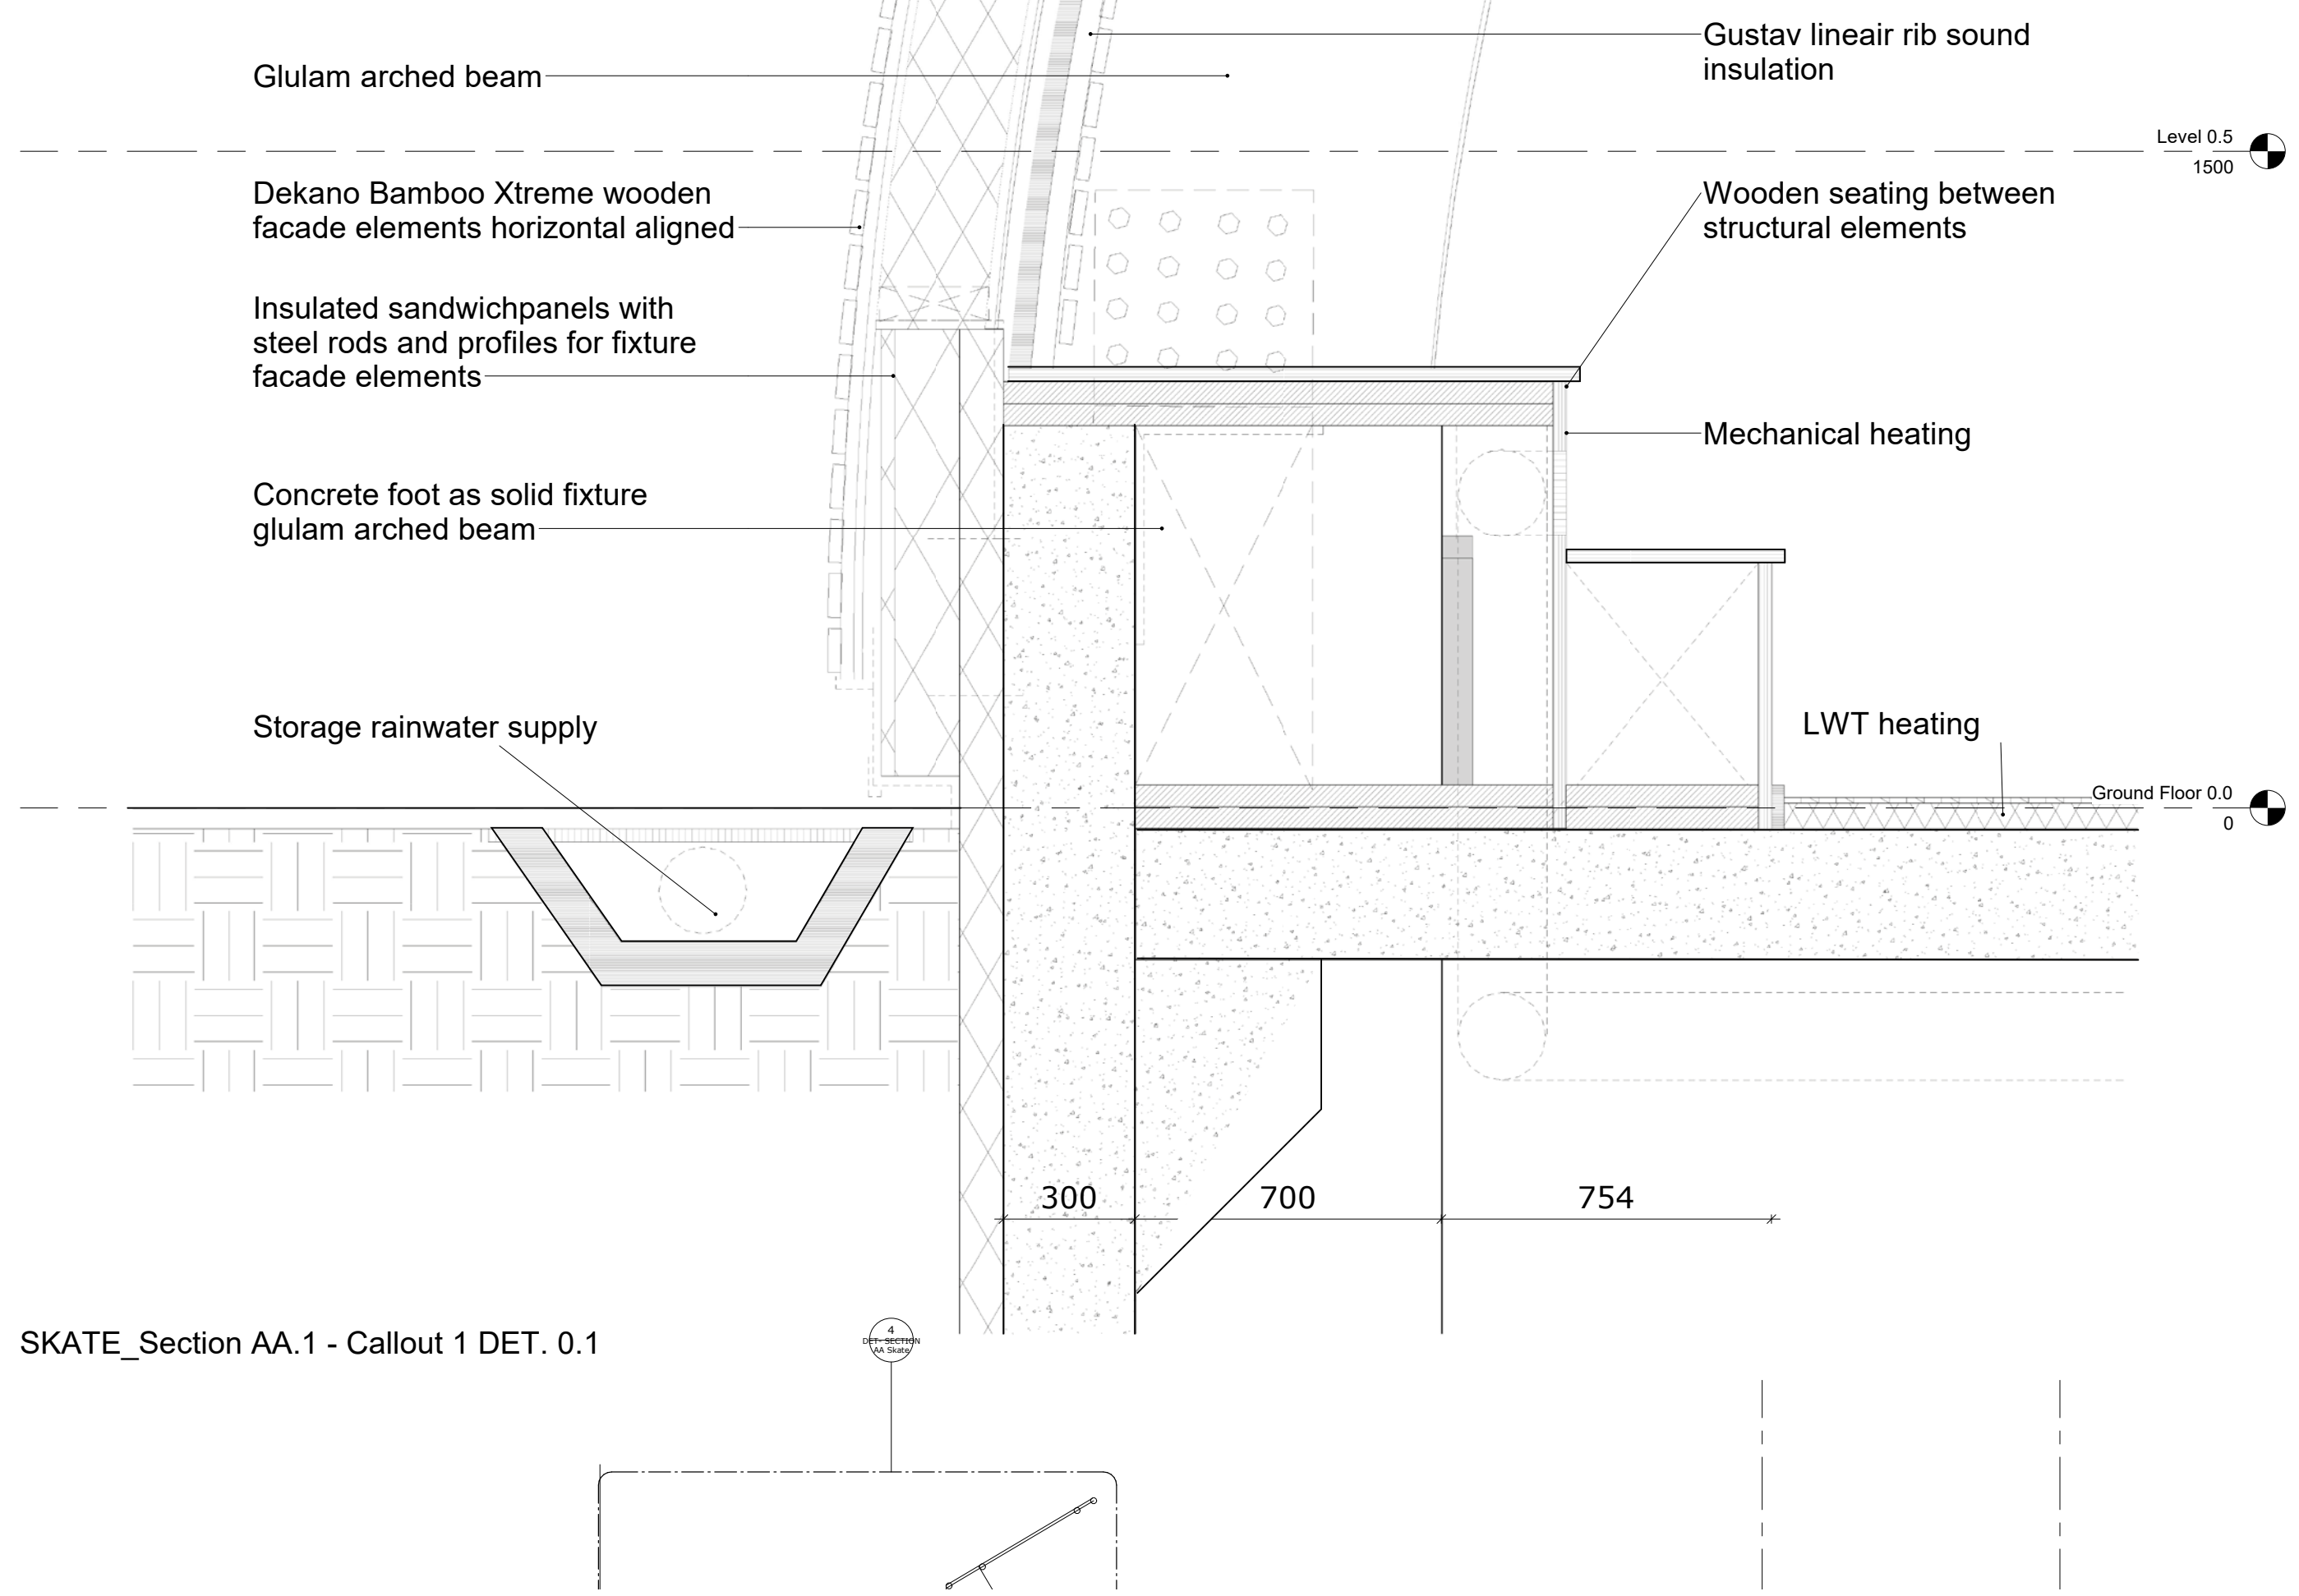 Gustav lineair rib sound
insulation
Glulam arched beam
Level 0.5
1500
Dekano Bamboo Xtreme wooden
facade elements horizontal aligned
Wooden seating between
structural elements
Insulated sandwichpanels with
steel rods and profiles for fixture
facade elements
Mechanical heating
Concrete foot as solid fixture
glulam arched beam
Storage rainwater supply
LWT heating
Ground Floor 0.0
0
300
700
754
SKATE_Section AA.1 - Callout 1 DET. 0.1
4
DET- SECTION
AA Skate